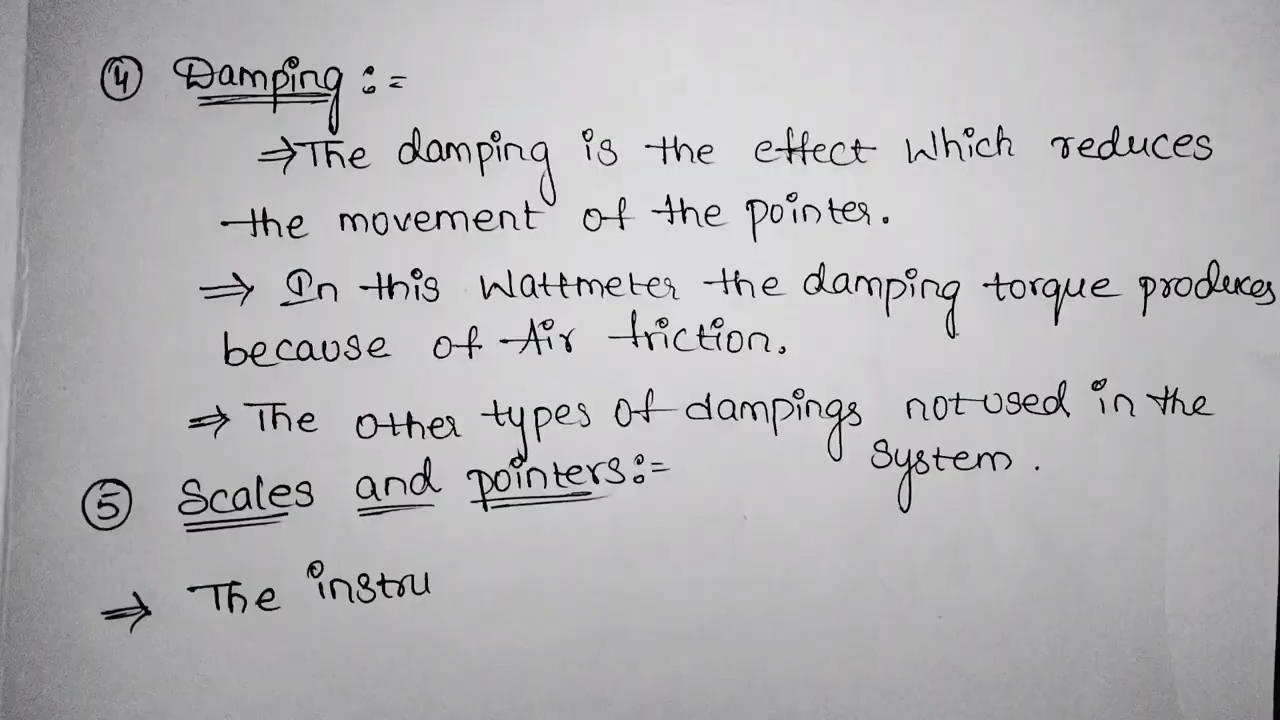 ④ Damping :=
⇒ The damping is the effect which reduces
the movement of the pointer.
⇒ In this Wattmeter the damping torque produces
because of Air friction.
⇒ The other types of dampings not used in the
system.
⑤ Scales and pointers:=
⇒ The instru